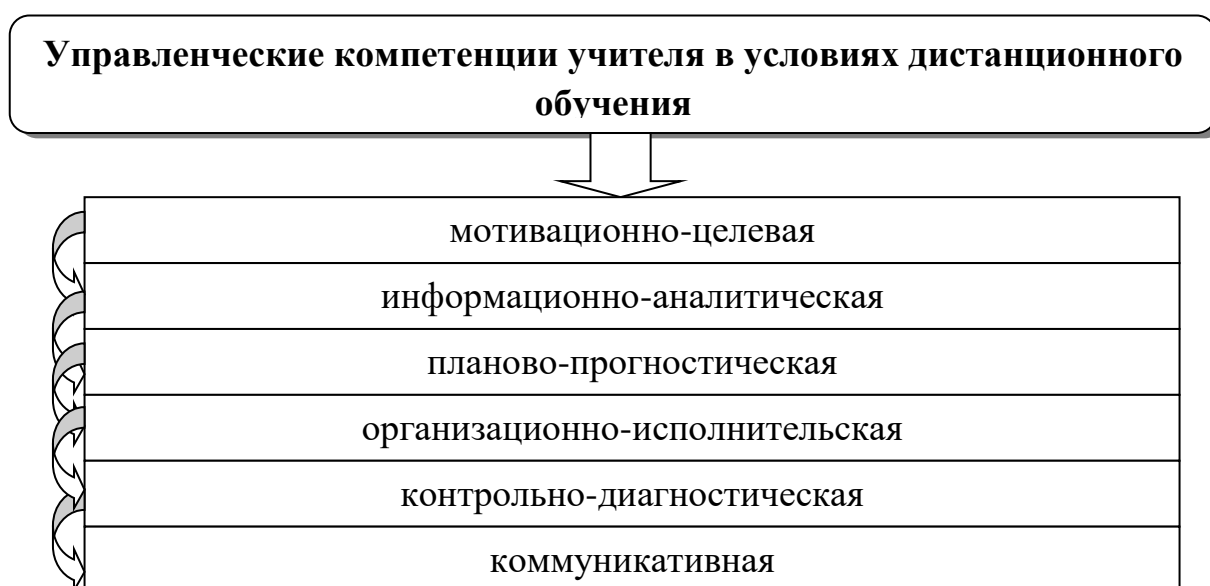 Управленческие компетенции учителя в условиях дистанционного
обучения
мотивационно-целевая
информационно-аналитическая
планово-прогностическая
организационно-исполнительская
контрольно-диагностическая
коммуникативная